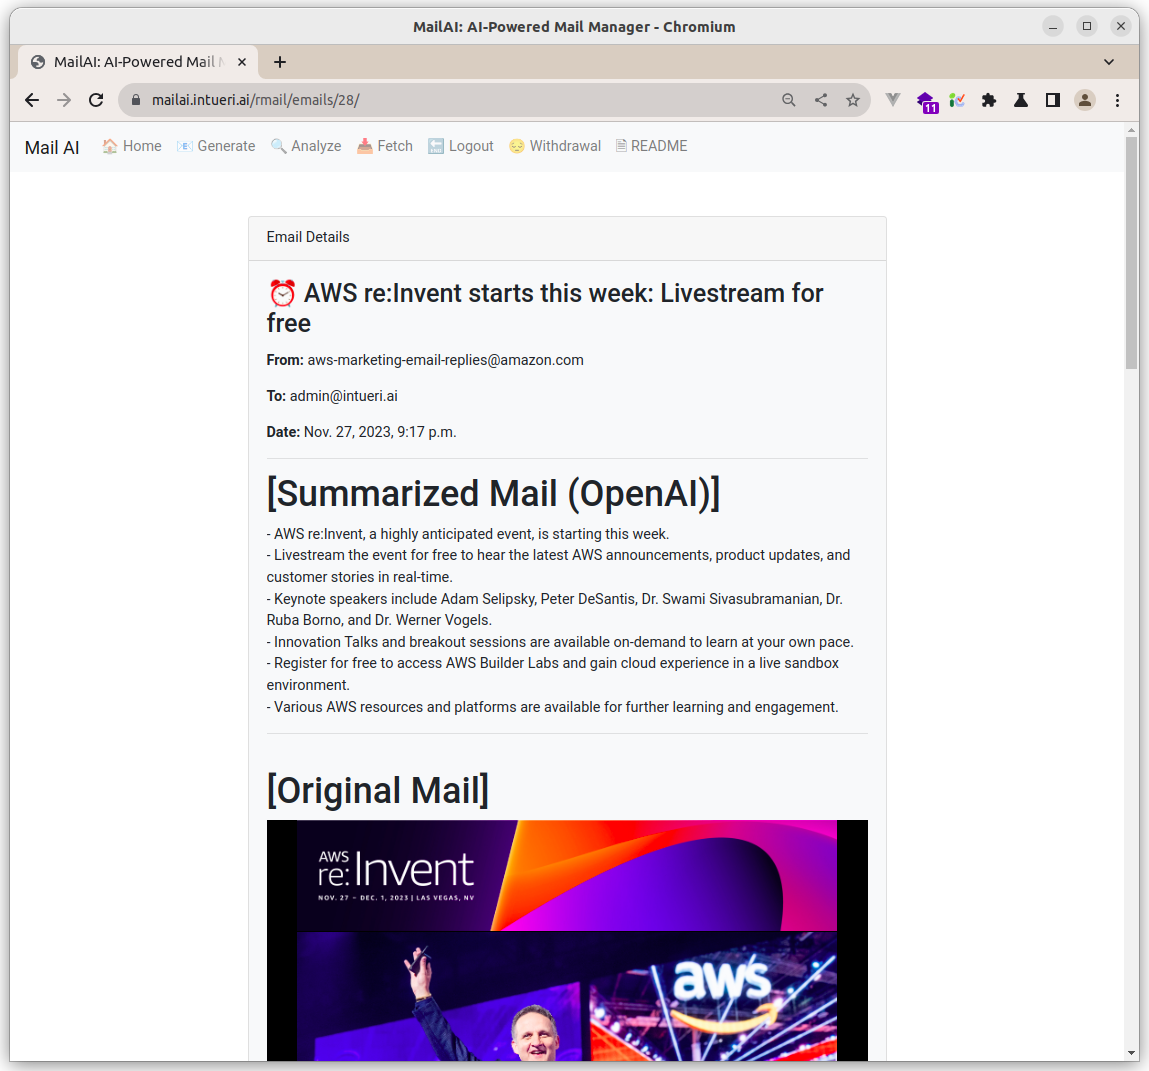 MailAI: AI-Powered Mail Manager - Chromium
MailAI: AI-Powered Mail
mailai.intueri.ai/rmail/emails/28/
11
Mail AI
Home
Generate
Analyze
Fetch
Logout
Withdrawal
README
Email Details
⏰ AWS re:Invent starts this week: Livestream for
free
From: aws-marketing-email-replies@amazon.com
To: admin@intueri.ai
Date: Nov. 27, 2023, 9:17 p.m.
[Summarized Mail (OpenAI)]
- AWS re:Invent, a highly anticipated event, is starting this week.
- Livestream the event for free to hear the latest AWS announcements, product updates, and
customer stories in real-time.
- Keynote speakers include Adam Selipsky, Peter DeSantis, Dr. Swami Sivasubramanian, Dr.
Ruba Borno, and Dr. Werner Vogels.
- Innovation Talks and breakout sessions are available on-demand to learn at your own pace.
- Register for free to access AWS Builder Labs and gain cloud experience in a live sandbox
environment.
- Various AWS resources and platforms are available for further learning and engagement.
[Original Mail]
AWS
re:Invent
NOV. 27 – DEC. 1, 2023 | LAS VEGAS, NV
aws